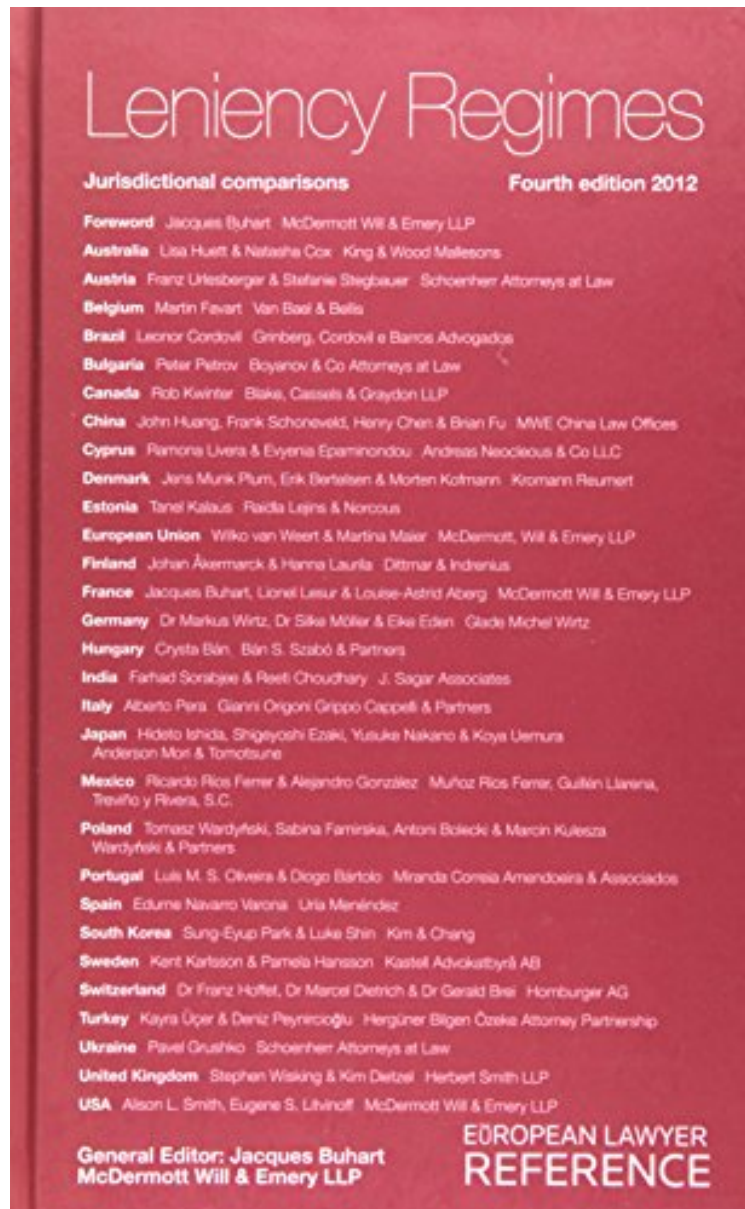 Leniency Regimes
Jurisdictional comparisons Fourth edition 2012
Foreword Jacques Buhart McDermott Will & Emery LLP
Australia Lisa Huett & Natasha Cox King & Wood Mallesons
Austria Franz Urlesberger & Stefanie Stegbauer Schoenherr Attorneys at Law
Belgium Martin Favart Van Bael & Bellis
Brazil Leonor Cordovil Grinberg, Cordovil e Barros Advogados
Bulgaria Peter Petrov Boyanov & Co Attorneys at Law
Canada Rob Kwinter Blake, Cassels & Graydon LLP
China John Huang, Frank Schoneveld, Henry Chen & Brian Fu MWE China Law Offices
Cyprus Ramona Livera & Evyenia Epaminondou Andreas Neocleous & Co LLC
Denmark Jens Munk Plum, Erik Bertelsen & Morten Kofmann Kromann Reumert
Estonia Tanel Kalaus Raidla Lejins & Norcous
European Union Wilko van Weert & Martina Maier McDermott, Will & Emery LLP
Finland Johan Åkermarck & Hanna Laurila Dittmar & Indrenius
France Jacques Buhart, Lionel Lesur & Louise-Astrid Aberg McDermott Will & Emery LLP
Germany Dr Markus Wirtz, Dr Silke Möller & Eike Eden Glade Michel Wirtz
Hungary Crysta Bán Bán S. Szabó & Partners
India Farhad Sorabjee & Reeti Choudhary J. Sagar Associates
Italy Alberto Pera Gianni Origoni Grippo Cappelli & Partners
Japan Hideto Ishida, Shigeyoshi Ezaki, Yusuke Nakano & Koya Uemura
Anderson Mori & Tomotsune
Mexico Ricardo Ríos Ferrer & Alejandro González Muñoz Ríos Ferrer, Guillén Llarena,
Treviño y Rivera, S.C.
Poland Tomasz Wardyński, Sabina Famirska, Antoni Bolecki & Marcin Kulesza
Wardyński & Partners
Portugal Luís M. S. Oliveira & Diogo Bártolo Miranda Correia Amendoeira & Associados
Spain Edurne Navarro Varona Uría Menéndez
South Korea Sung-Eyup Park & Luke Shin Kim & Chang
Sweden Kent Karlsson & Pamela Hansson Kastell Advokatbyrå AB
Switzerland Dr Franz Hoffet, Dr Marcel Dietrich & Dr Gerald Brei Homburger AG
Turkey Kayra Üçer & Deniz Peynircioğlu Hergüner Bilgen Özeke Attorney Partnership
Ukraine Pavel Grushko Schoenherr Attorneys at Law
United Kingdom Stephen Wisking & Kim Dietzel Herbert Smith LLP
USA Alison L. Smith, Eugene S. Litvinoff McDermott Will & Emery LLP
General Editor: Jacques Buhart
McDermott Will & Emery LLP
EUROPEAN LAWYER
REFERENCE